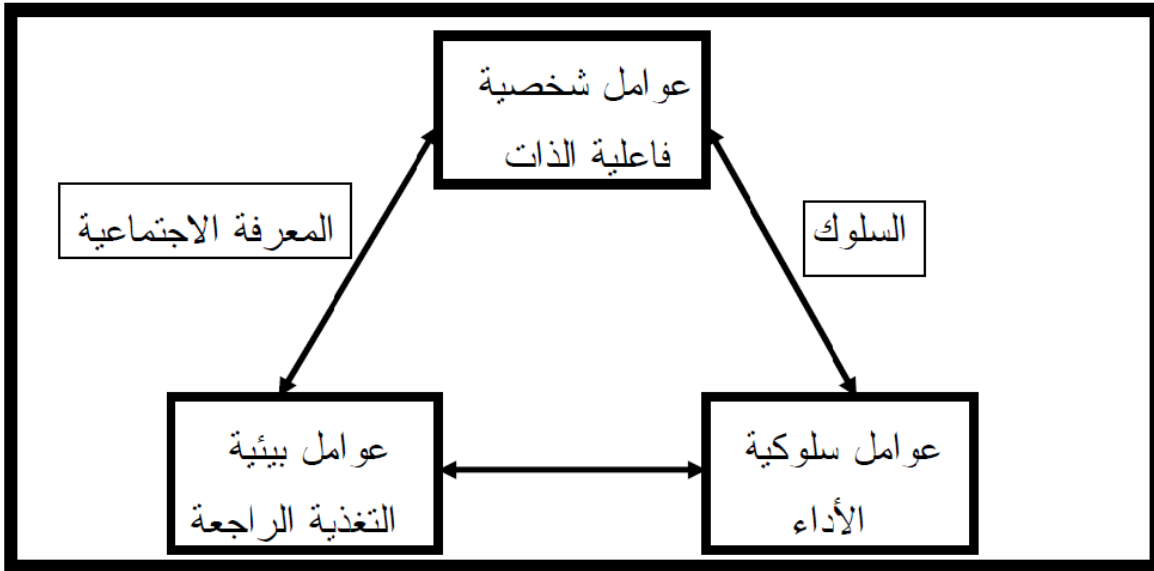 عوامل شخصية
فاعلية الذات
السلوك
المعرفة الاجتماعية
عوامل سلوكية
الأداء
عوامل بيئية
التغذية الراجعة